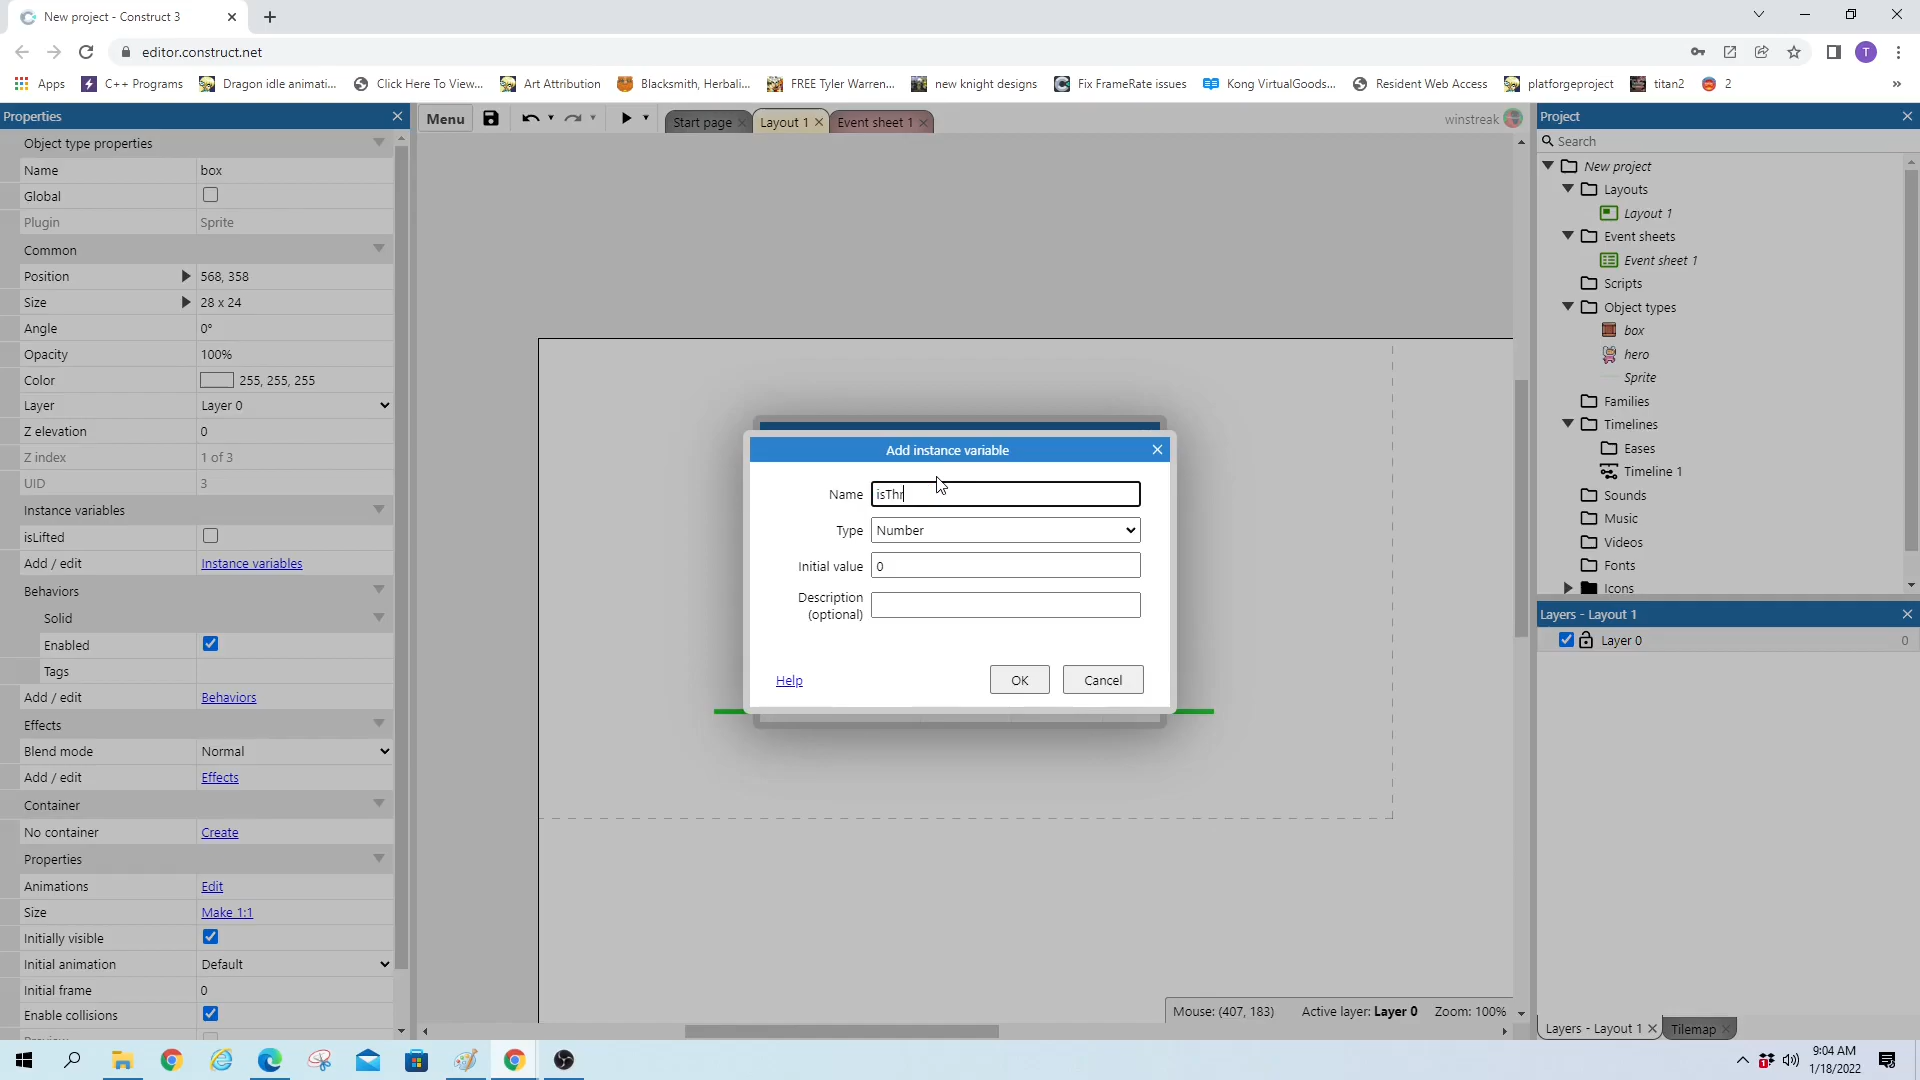 New project - Construct 3
editor.construct.net
T
Apps
C++ Programs
Dragon idle animati...
Click Here To View...
Art Attribution
Blacksmith, Herbali...
FREE Tyler Warren...
new knight designs
Fix FrameRate issues
Kong VirtualGoods...
Resident Web Access
platforgeproject
titan2
2
Properties
Menu
Start page
Layout 1
Event sheet 1
winstreak
Project
Object type properties
Name box
Global
Plugin Sprite
Common
Position 568, 358
Size 28 x 24
Angle 0°
Opacity 100%
Color 255, 255, 255
Layer Layer 0
Z elevation 0
Z index 1 of 3
UID 3
Instance variables
isLifted
Add / edit Instance variables
Behaviors
Solid
Enabled
Tags
Add / edit Behaviors
Effects
Blend mode Normal
Add / edit Effects
Container
No container Create
Properties
Animations Edit
Size Make 1:1
Initially visible
Initial animation Default
Initial frame 0
Enable collisions
Add instance variable
Name isThr
Type Number
Initial value 0
Description
(optional)
Help
OK
Cancel
Mouse: (407, 183) Active layer: Layer 0 Zoom: 100%
Search
New project
Layouts
Layout 1
Event sheets
Event sheet 1
Scripts
Object types
box
hero
Sprite
Families
Timelines
Eases
Timeline 1
Sounds
Music
Videos
Fonts
Icons
Layers - Layout 1
Layer 0 0
Layers - Layout 1
Tilemap
9:04 AM
1/18/2022